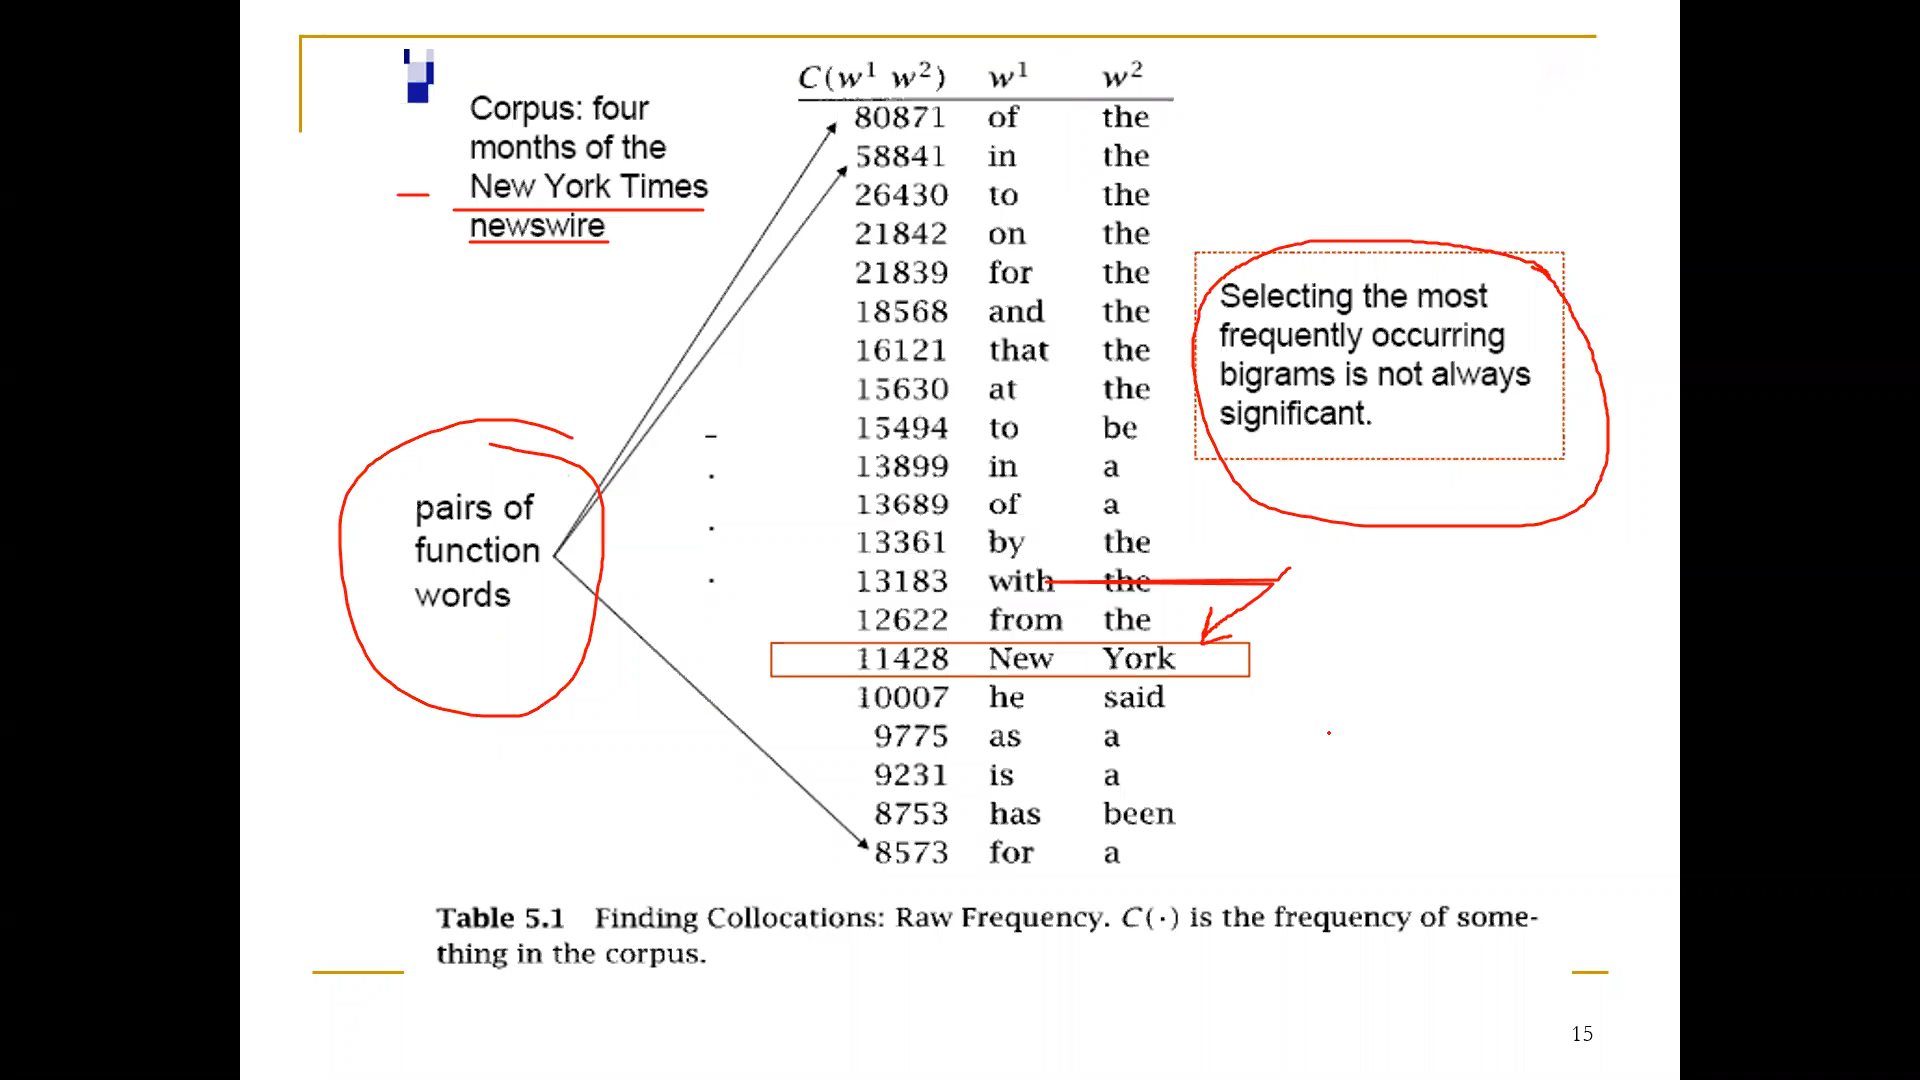 Corpus: four
months of the
New York Times
newswire
pairs of
function
words
C(w¹ w²) w¹ w²
80871 of the
58841 in the
26430 to the
21842 on the
21839 for the
18568 and the
16121 that the
15630 at the
15494 to be
13899 in a
13689 of a
13361 by the
13183 with the
12622 from the
11428 New York
10007 he said
9775 as a
9231 is a
8753 has been
8573 for a
Selecting the most
frequently occurring
bigrams is not always
significant.
Table 5.1 Finding Collocations: Raw Frequency. C(·) is the frequency of some-
thing in the corpus.
15